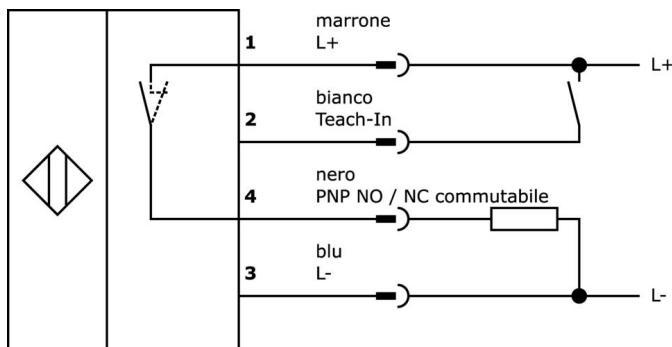 marrone
1 L+
L+
bianco
2 Teach-In
nero
4 PNP NO / NC commutabile
blu
3 L-
L-